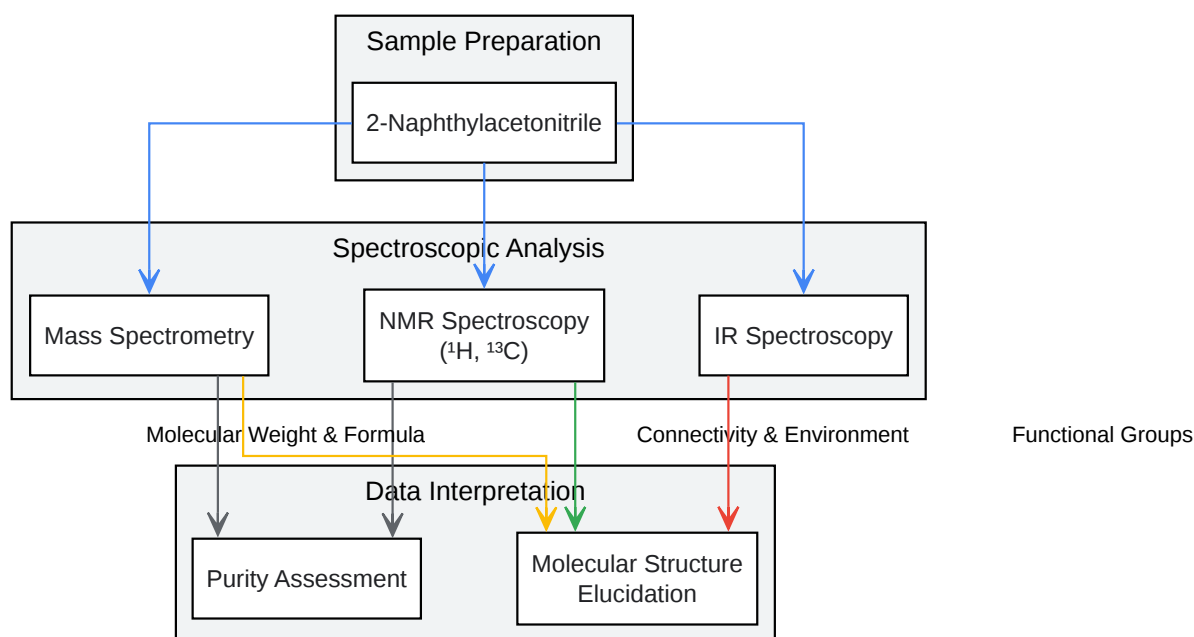 Sample Preparation
2-Naphthylacetonitrile
Spectroscopic Analysis
Mass Spectrometry
NMR Spectroscopy
(¹H, ¹³C)
IR Spectroscopy
Molecular Weight & Formula
Connectivity & Environment
Functional Groups
Data Interpretation
Purity Assessment
Molecular Structure
Elucidation